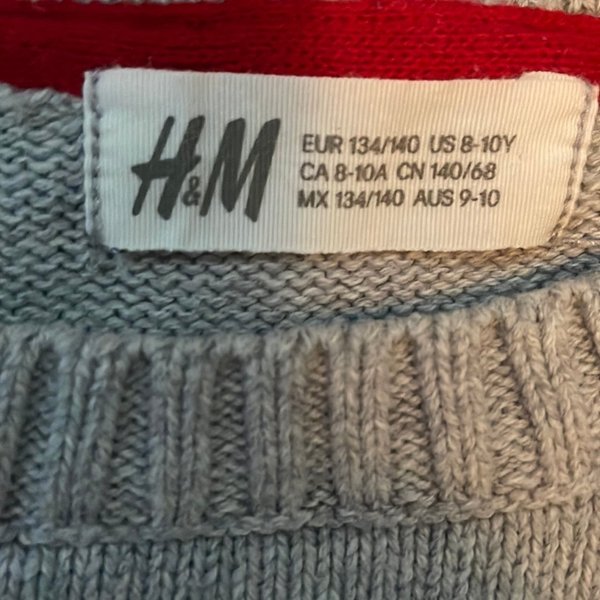 H&M
EUR 134/140 US 8-10Y
CA 8-10A CN 140/68
MX 134/140 AUS 9-10